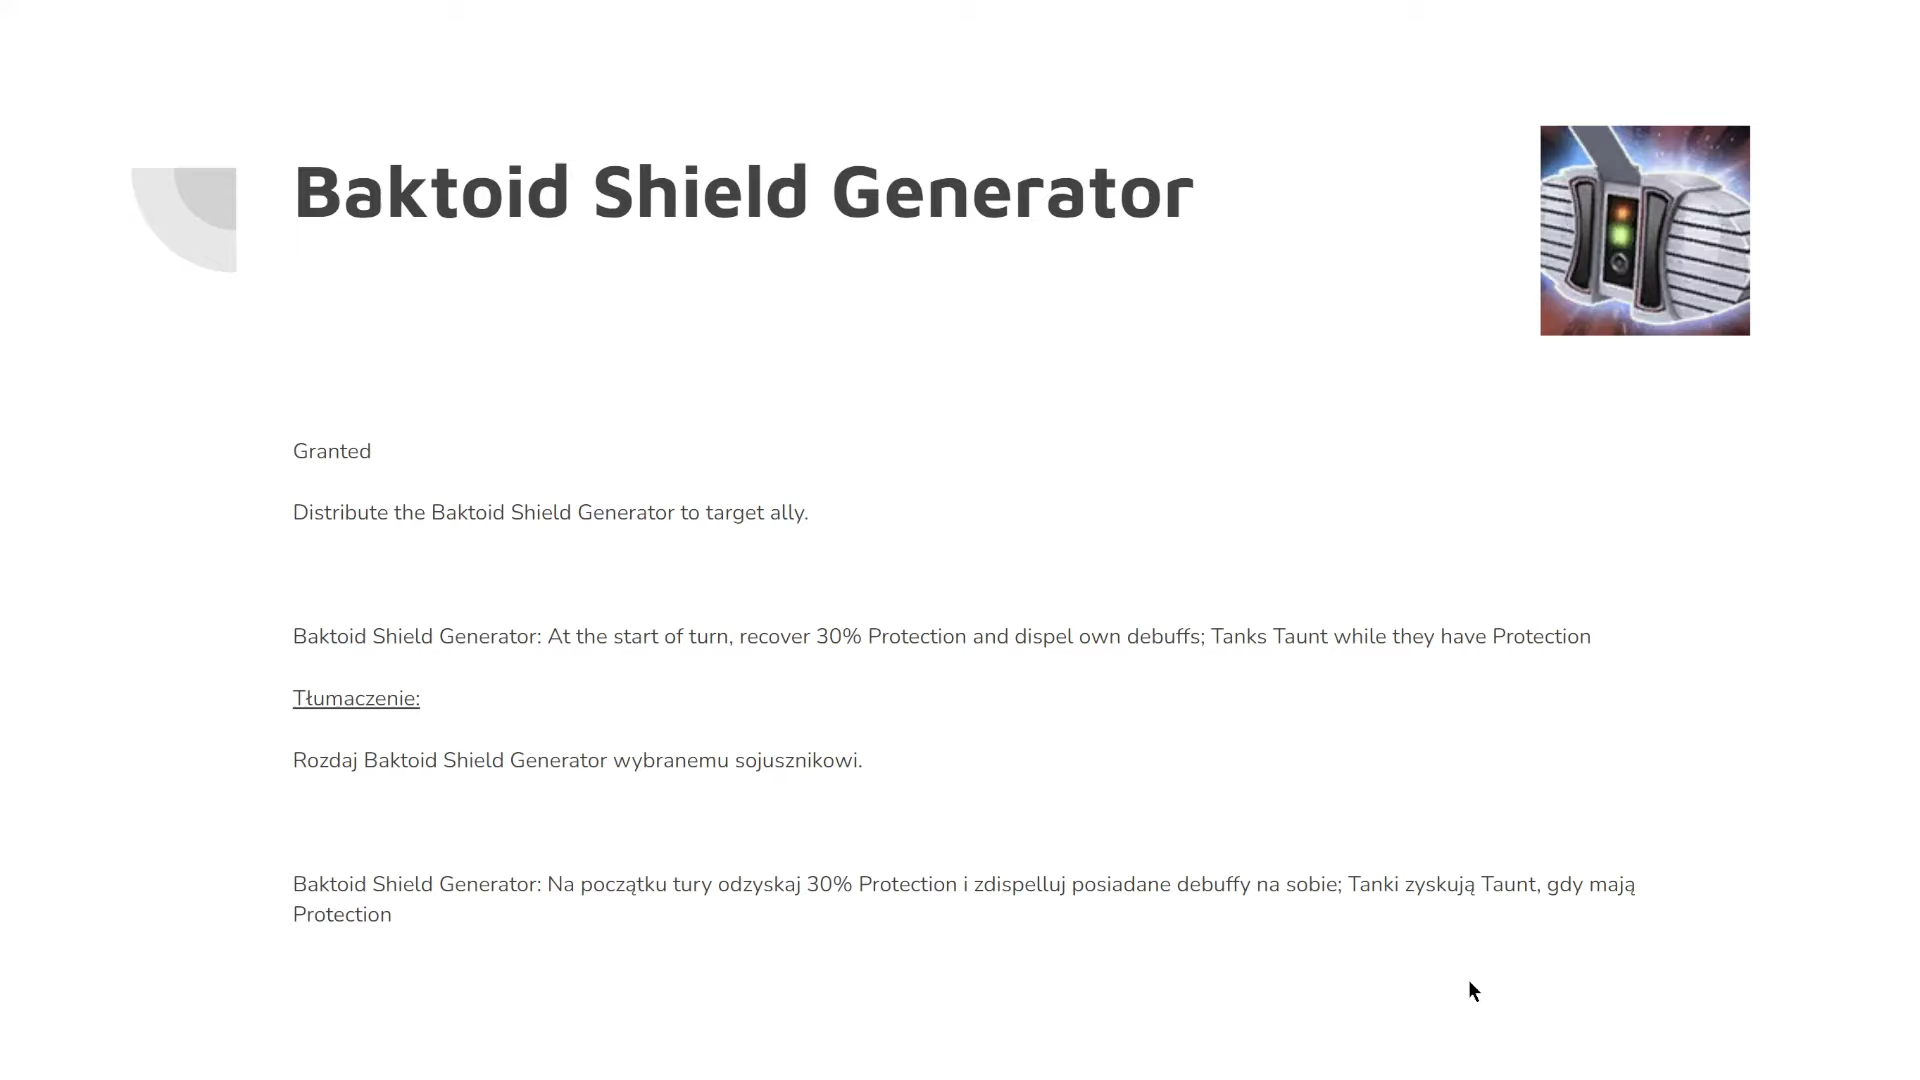 Baktoid Shield Generator
Granted
Distribute the Baktoid Shield Generator to target ally.
Baktoid Shield Generator: At the start of turn, recover 30% Protection and dispel own debuffs; Tanks Taunt while they have Protection
Tłumaczenie:
Rozdaj Baktoid Shield Generator wybranemu sojusznikowi.
Baktoid Shield Generator: Na początku tury odzyskaj 30% Protection i zdispelluj posiadane debuffy na sobie; Tanki zyskują Taunt, gdy mają
Protection